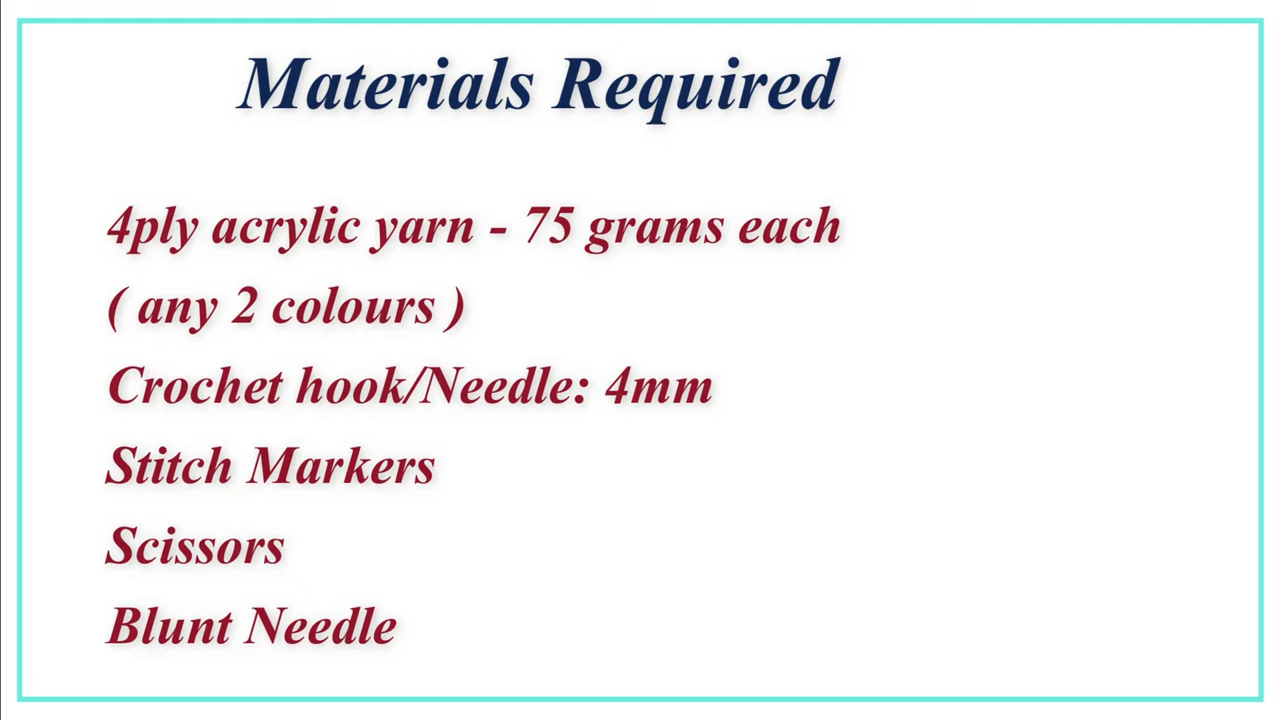 Materials Required
4ply acrylic yarn - 75 grams each
( any 2 colours )
Crochet hook/Needle: 4mm
Stitch Markers
Scissors
Blunt Needle